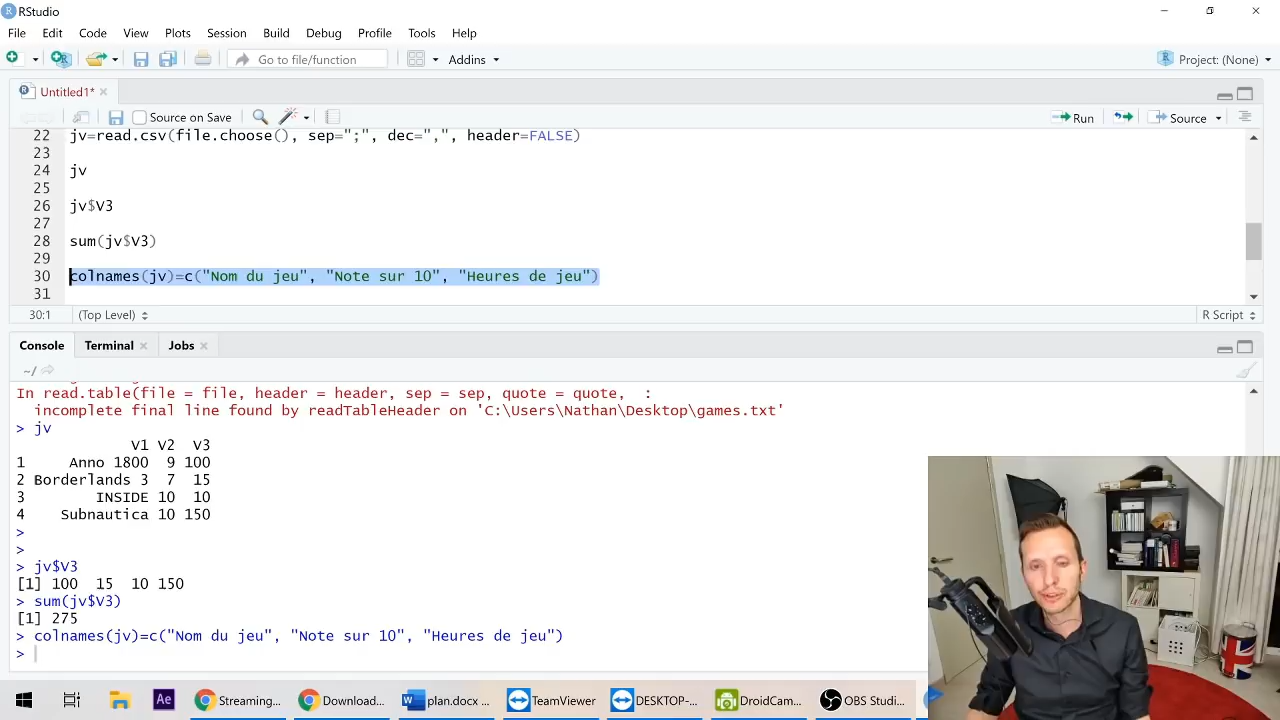 RStudio
File Edit Code View Plots Session Build Debug Profile Tools Help
Go to file/function Addins Project: (None)
Untitled1*
Source on Save Run Source
22 jv=read.csv(file.choose(), sep=";", dec=",", header=FALSE)
23
24 jv
25
26 jv$V3
27
28 sum(jv$V3)
29
30 colnames(jv)=c("Nom du jeu", "Note sur 10", "Heures de jeu")
31
30:1 (Top Level) R Script
Console Terminal Jobs
~/
In read.table(file = file, header = header, sep = sep, quote = quote, :
incomplete final line found by readTableHeader on 'C:\Users\Nathan\Desktop\games.txt'
> jv
V1 V2 V3
1 Anno 1800 9 100
2 Borderlands 3 7 15
3 INSIDE 10 10
4 Subnautica 10 150
>
>
> jv$V3
[1] 100 15 10 150
> sum(jv$V3)
[1] 275
> colnames(jv)=c("Nom du jeu", "Note sur 10", "Heures de jeu")
>
Ae Streaming... Download... plan.docx TeamViewer DESKTOP-... DroidCam... OBS Studi...